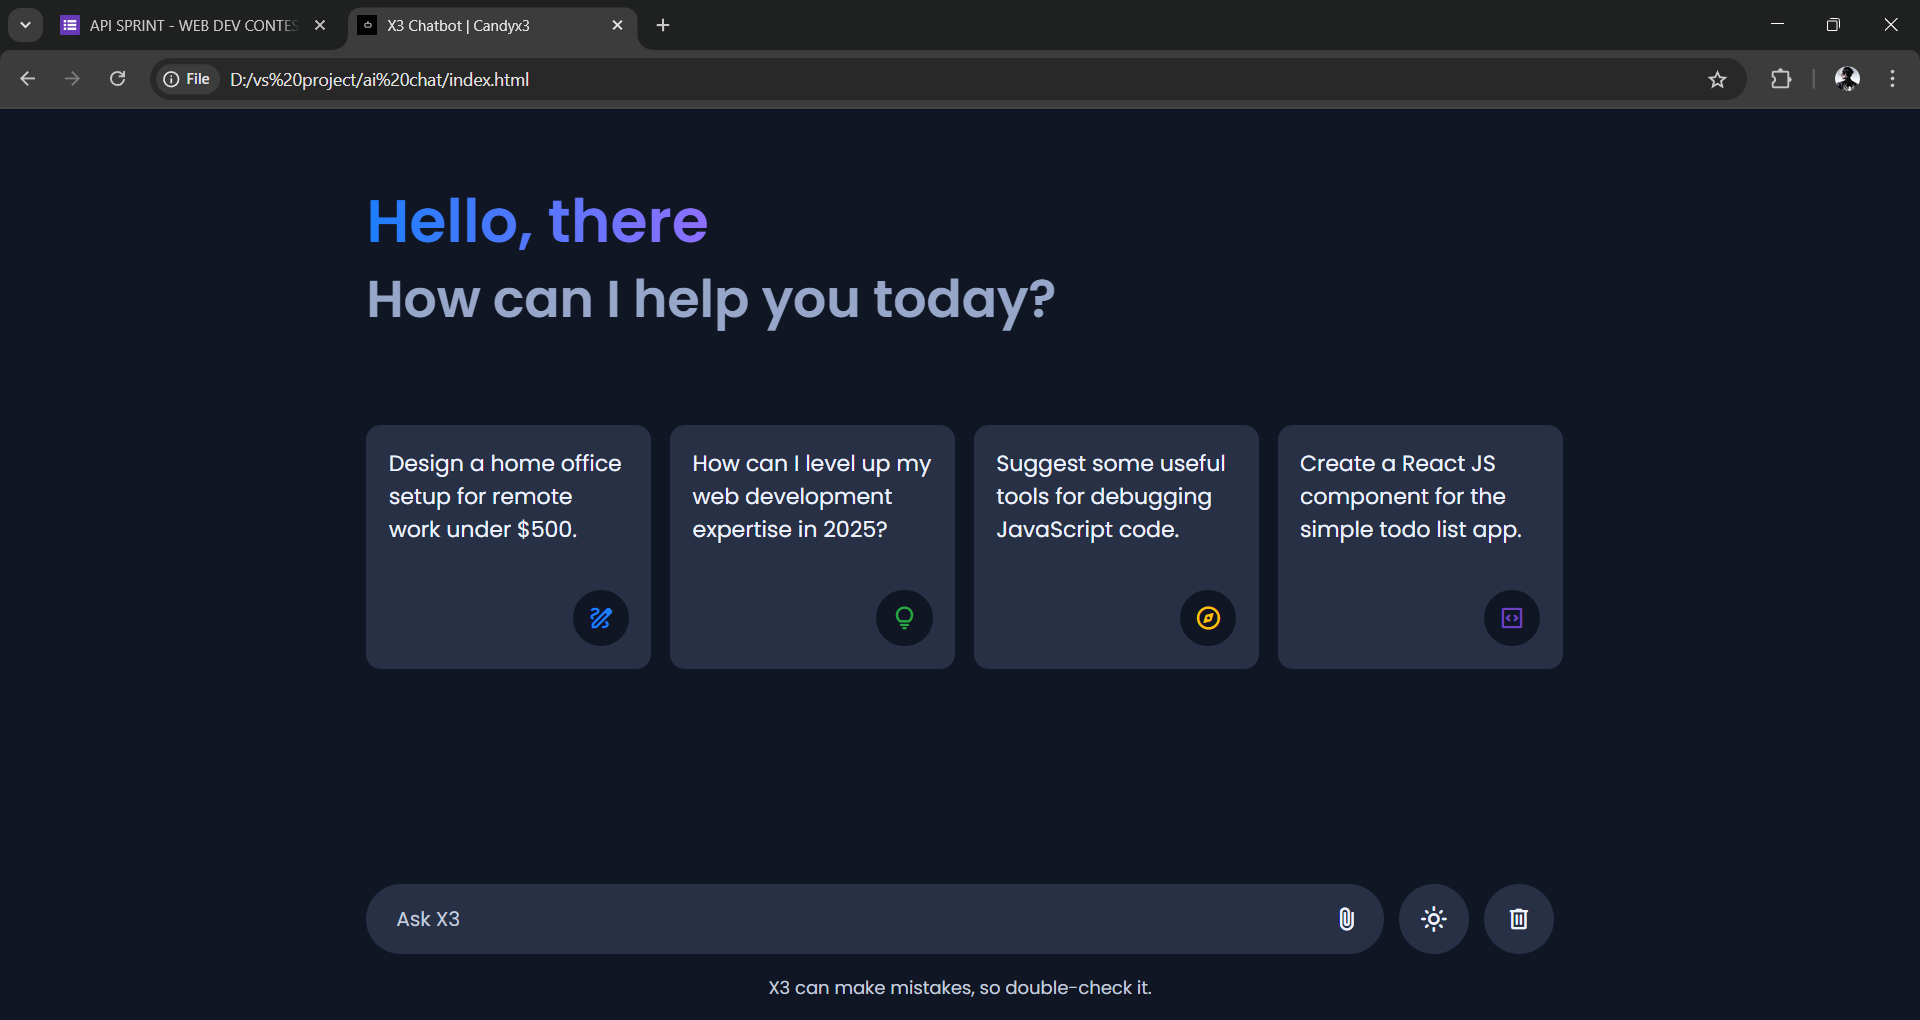 API SPRINT - WEB DEV CONTES
X3 Chatbot | Candyx3
File
D:/vs%20project/ai%20chat/index.html
Hello, there
How can I help you today?
Design a home office
setup for remote
work under $500.
How can I level up my
web development
expertise in 2025?
Suggest some useful
tools for debugging
JavaScript code.
Create a React JS
component for the
simple todo list app.
Ask X3
X3 can make mistakes, so double-check it.